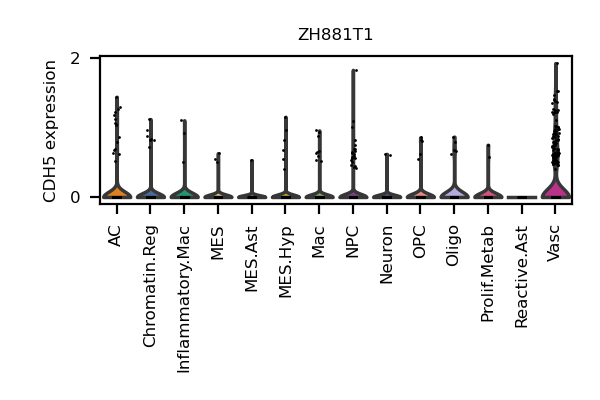 ZH881T1
CDH5 expression
2
0
AC
Chromatin.Reg
Inflammatory.Mac
MES
MES.Ast
MES.Hyp
Mac
NPC
Neuron
OPC
Oligo
Prolif.Metab
Reactive.Ast
Vasc